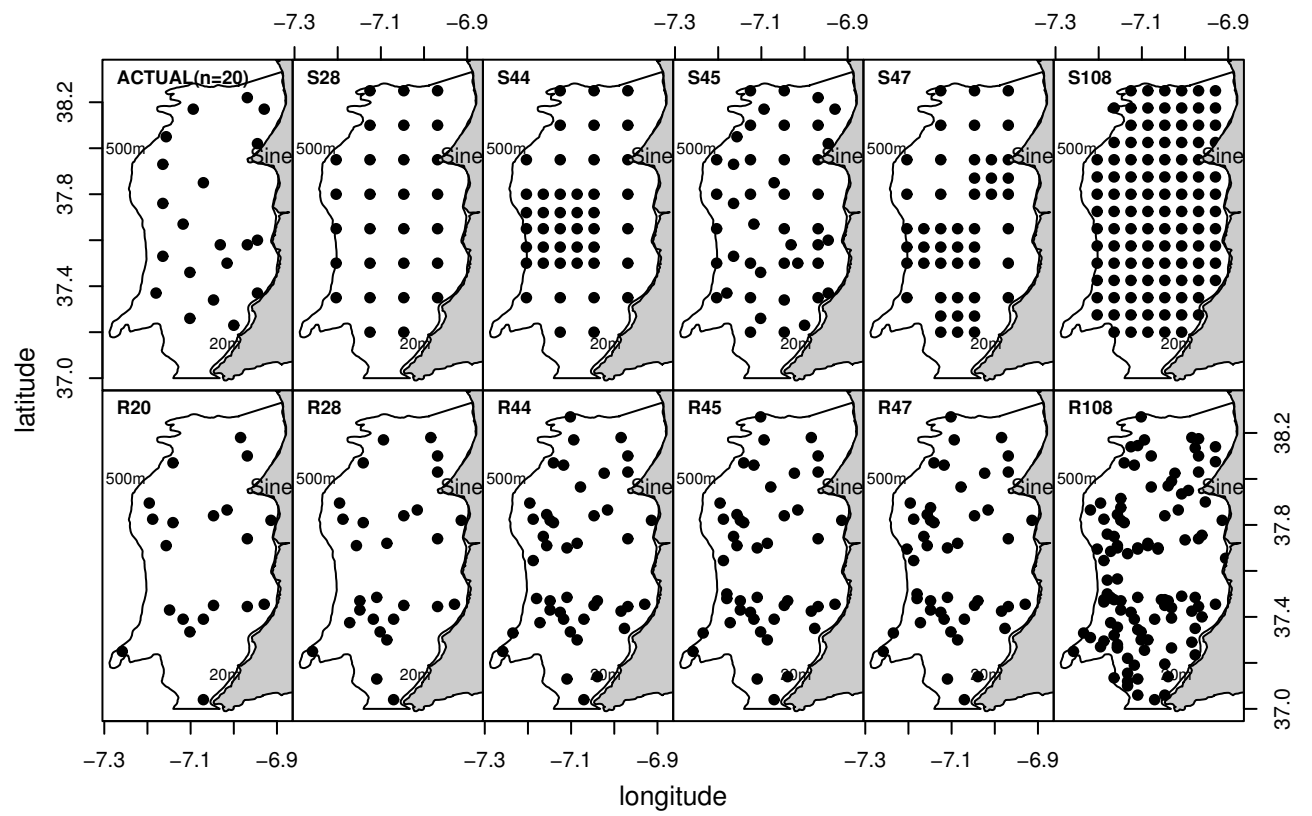 −7.3 −7.1 −6.9 −7.3 −7.1 −6.9 −7.3 −7.1 −6.9
ACTUAL(n=20) S28 S44 S45 S47 S108
38.2
500m 500m 500m 500m 500m 500m
Sine Sine Sine Sine Sine Sine
37.8
37.4
20m 20m 20m 20m 20m 20m
37.0
latitude
R20 R28 R44 R45 R47 R108
38.2
500m 500m 500m 500m 500m 500m
Sine Sine Sine Sine Sine Sine
37.8
37.4
20m 20m 20m 20m 20m 20m
37.0
−7.3 −7.1 −6.9 −7.3 −7.1 −6.9 −7.3 −7.1 −6.9
longitude